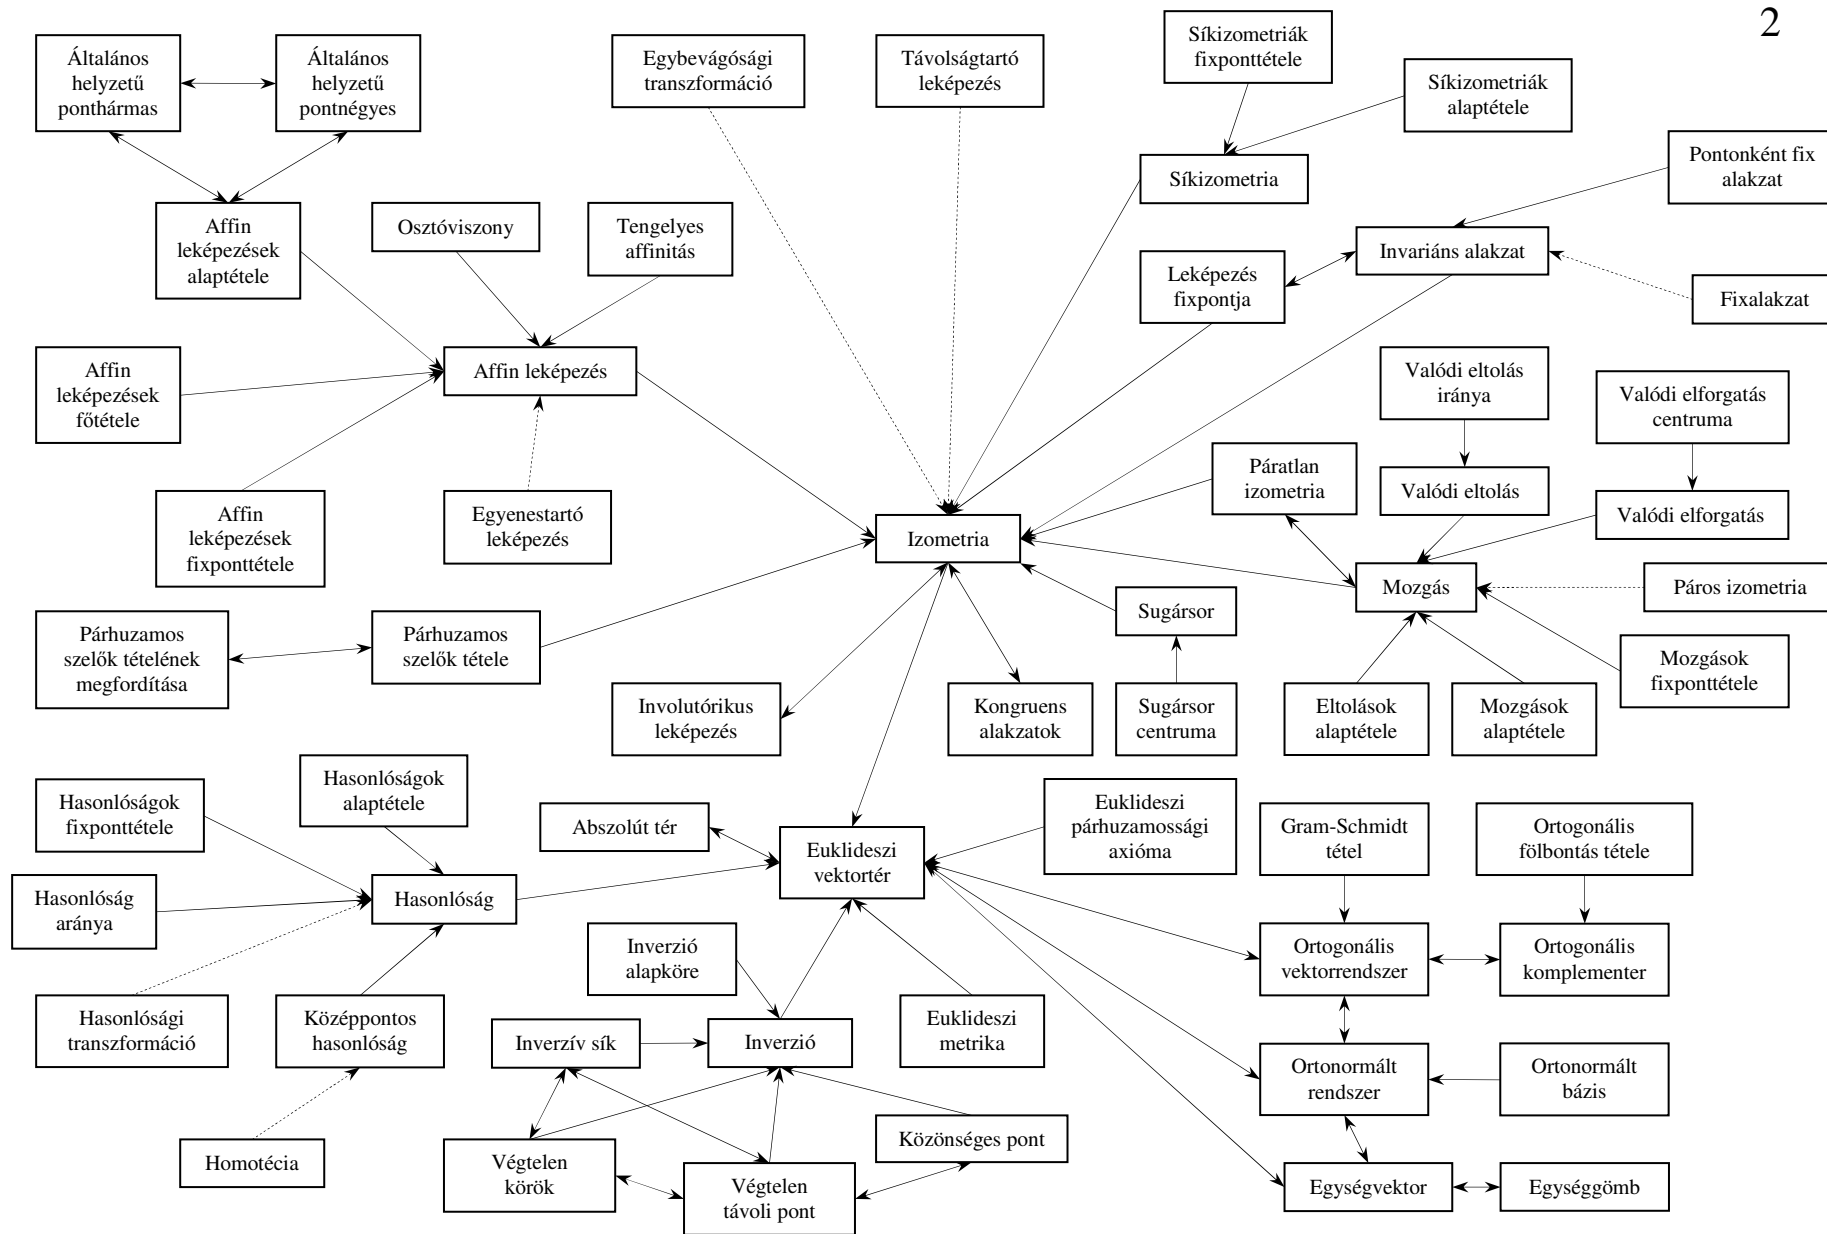 2
Általános
helyzetű
ponthármas
Általános
helyzetű
pontnégyes
Egybevágósági
transzformáció
Távolságtartó
leképezés
Síkizometriák
fixponttétele
Síkizometriák
alaptétele
Síkizometria
Pontonként fix
alakzat
Affin
leképezések
alaptétele
Osztóviszony
Tengelyes
affinitás
Leképezés
fixpontja
Invariáns alakzat
Fixalakzat
Affin
leképezések
főtétele
Affin leképezés
Valódi eltolás
iránya
Valódi elforgatás
centruma
Affin
leképezések
fixponttétele
Egyenestartó
leképezés
Izometria
Páratlan
izometria
Valódi eltolás
Valódi elforgatás
Mozgás
Páros izometria
Párhuzamos
szelők tételének
megfordítása
Párhuzamos
szelők tétele
Sugársor
Involutórikus
leképezés
Kongruens
alakzatok
Sugársor
centruma
Eltolások
alaptétele
Mozgások
alaptétele
Mozgások
fixponttétele
Hasonlóságok
fixponttétele
Hasonlóságok
alaptétele
Abszolút tér
Euklideszi
vektortér
Euklideszi
párhuzamossági
axióma
Gram-Schmidt
tétel
Ortogonális
fölbontás tétele
Hasonlóság
aránya
Hasonlóság
Inverzió
alapköre
Ortogonális
vektorrendszer
Ortogonális
komplementer
Hasonlósági
transzformáció
Középpontos
hasonlóság
Inverzív sík
Inverzió
Euklideszi
metrika
Ortonormált
rendszer
Ortonormált
bázis
Homotécia
Végtelen
körök
Végtelen
távoli pont
Közönséges pont
Egységvektor
Egységgömb